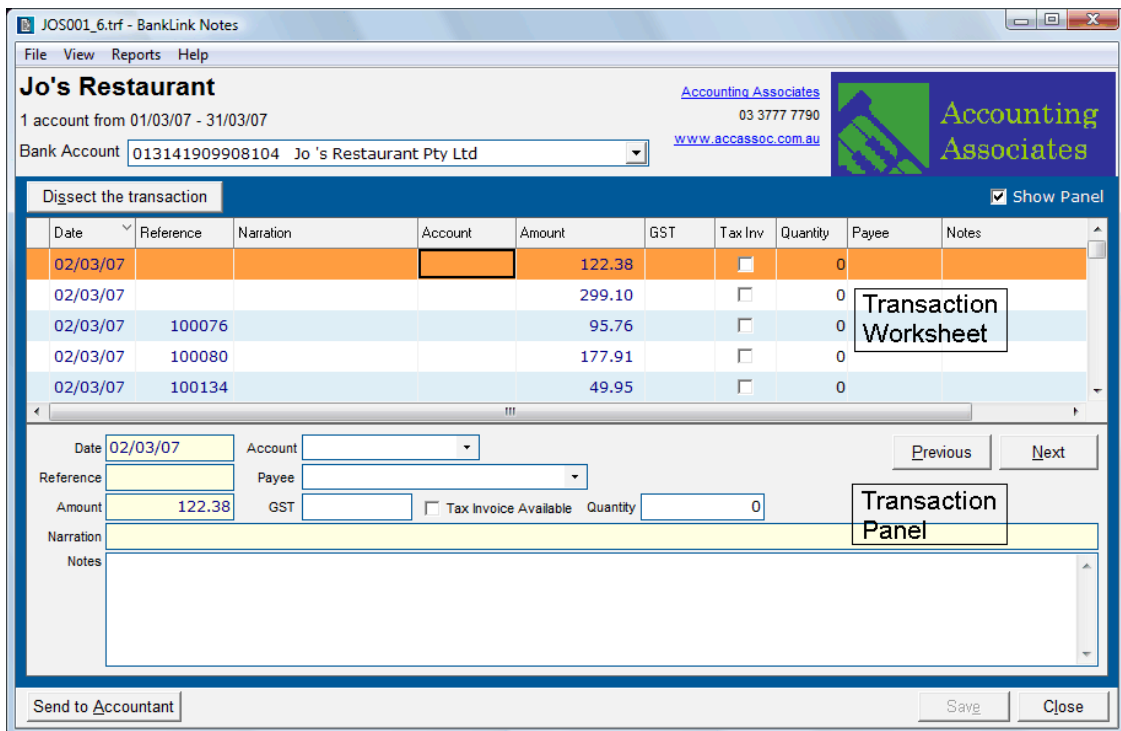 JOS001_6.trf - BankLink Notes
File View Reports Help
Jo's Restaurant
1 account from 01/03/07 - 31/03/07
Bank Account 013141909908104 Jo 's Restaurant Pty Ltd
Accounting Associates
03 3777 7790
www.accassoc.com.au
Accounting
Associates
Dissect the transaction Show Panel
Date Reference Narration Account Amount GST Tax Inv Quantity Payee Notes
02/03/07 122.38 0
02/03/07 299.10 0
02/03/07 100076 95.76 0
02/03/07 100080 177.91 0
02/03/07 100134 49.95 0
Transaction
Worksheet
Date 02/03/07 Account Previous Next
Reference Payee
Amount 122.38 GST Tax Invoice Available Quantity 0
Transaction
Panel
Narration
Notes
Send to Accountant Save Close